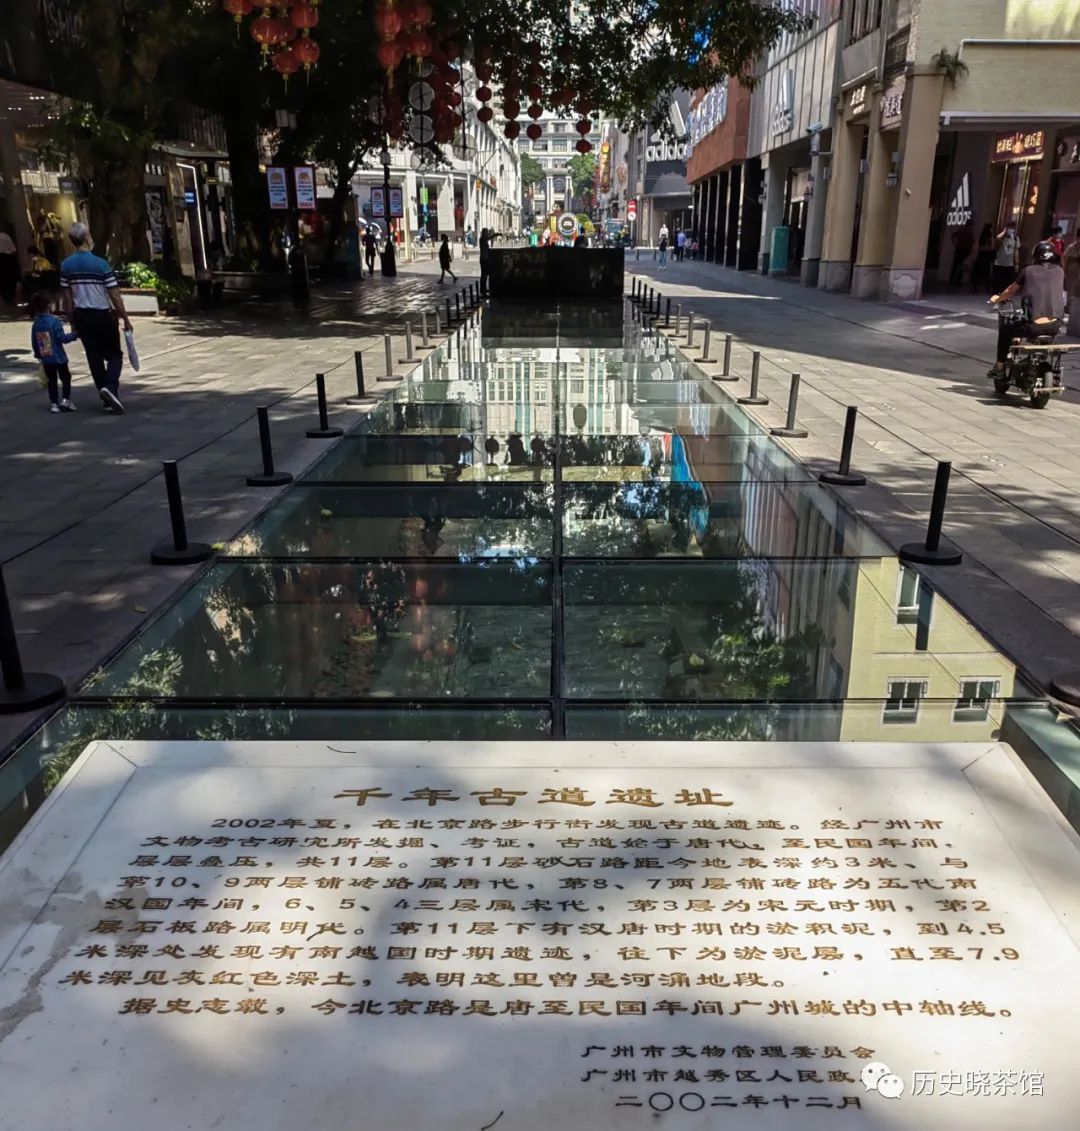 adidas
adidas
千年古道遗址
2002年夏，在北京路步行街发现古道遗迹。经广州市
文物考古研究所发掘、考证，古道始于唐代，至民国年间，
层层叠压，共11层。第11层砂石路距今地表深约3米、与
第10、9两层铺砖路属唐代，第8、7两层铺砖路为五代南
汉国年间，6、5、4三层属宋代，第3层为宋元时期，第2
层石板路属明代。第11层下有汉唐时期的淤积泥，到4.5
米深处发现有南越国时期遗迹，往下为淤泥层，直至7.9
米深见灰红色深土，表明这里曾是河涌地段。
据史志载，今北京路是唐至民国年间广州城的中轴线。
广州市文物管理委员会
广州市越秀区人民政
二〇〇二年十二月
历史晓茶馆